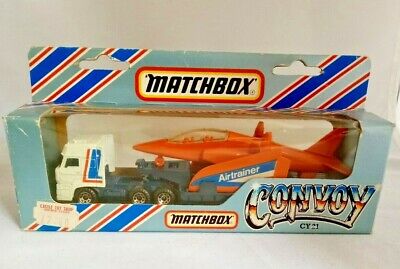 MATCHBOX
Airtrainer
CONVOY
CY 21
MATCHBOX